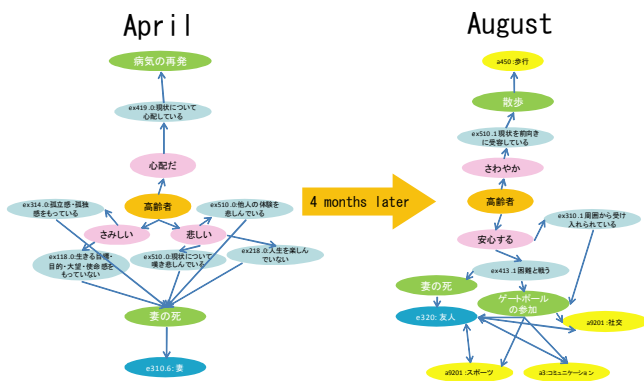 April
病気の再発
ex419.0:現状について
心配している
心配だ
高齢者
ex314.0:孤立感・孤独
感をもっている
ex510.0:他人の体験を
悲しんでいる
さみしい
悲しい
ex118.0:生きる目標・
目的・大望・使命感を
もっていない
ex510.0:現状について
嘆き悲しんでいる
ex218.0:人生を楽しん
でいない
妻の死
e310.6:妻
4 months later
August
a450:歩行
散歩
ex510.1現状を前向き
に受容している
さわやか
高齢者
安心する
ex310.1周囲から受け
入れられている
ex413.1困難と戦う
妻の死
ゲートボール
の参加
e320:友人
a9201:社交
a9201:スポーツ
a3:コミュニケーション